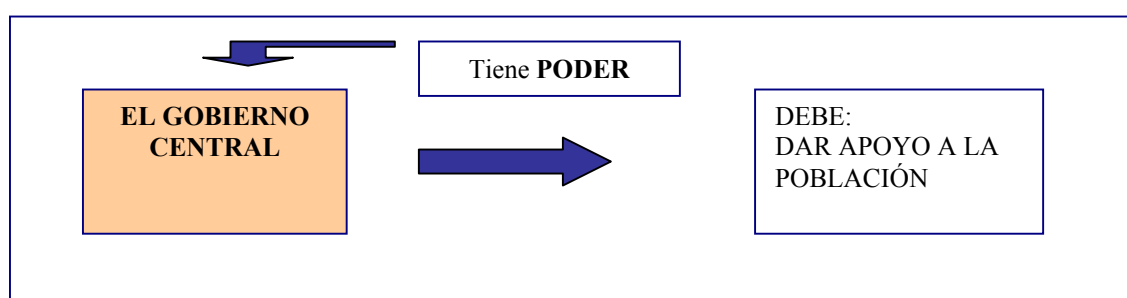 Tiene PODER
EL GOBIERNO
CENTRAL
DEBE:
DAR APOYO A LA
POBLACIÓN